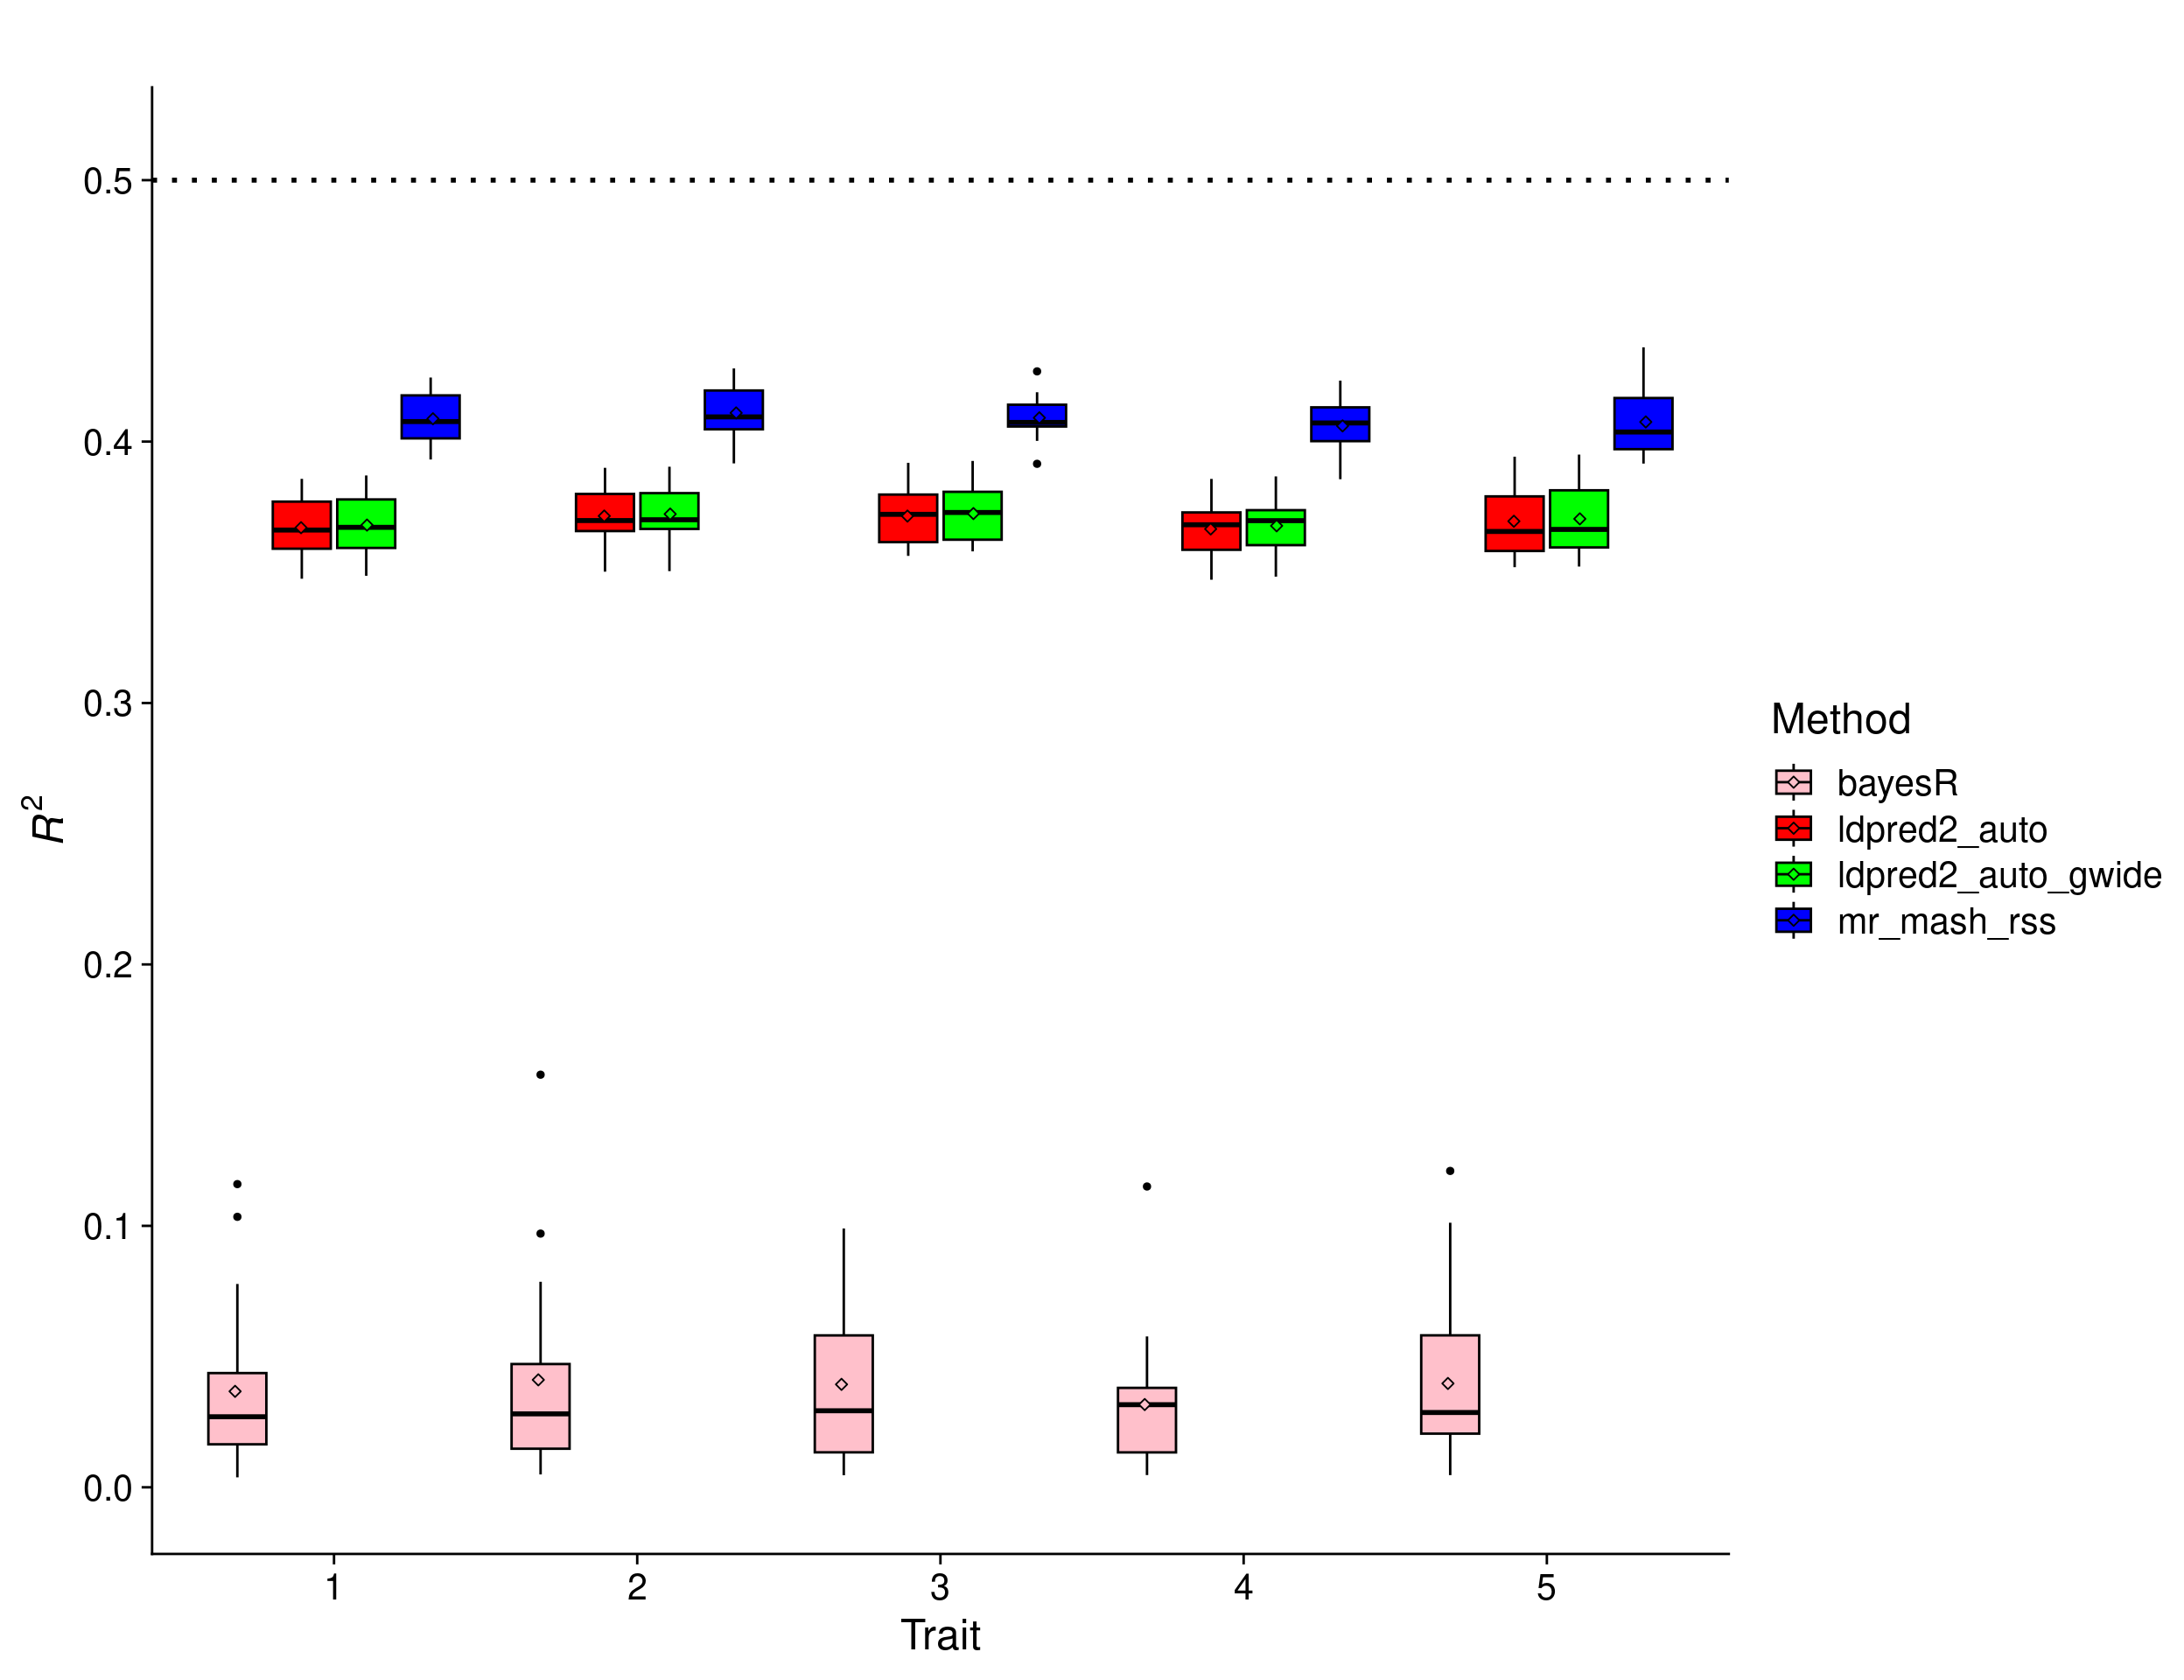 0.5
0.4
0.3
0.2
0.1
0.0
R²
1 2 3 4 5
Trait
Method
bayesR
ldpred2_auto
ldpred2_auto_gwide
mr_mash_rss